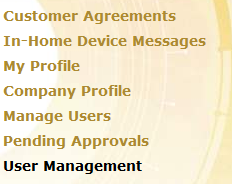 Customer Agreements
In-Home Device Messages
My Profile
Company Profile
Manage Users
Pending Approvals
User Management